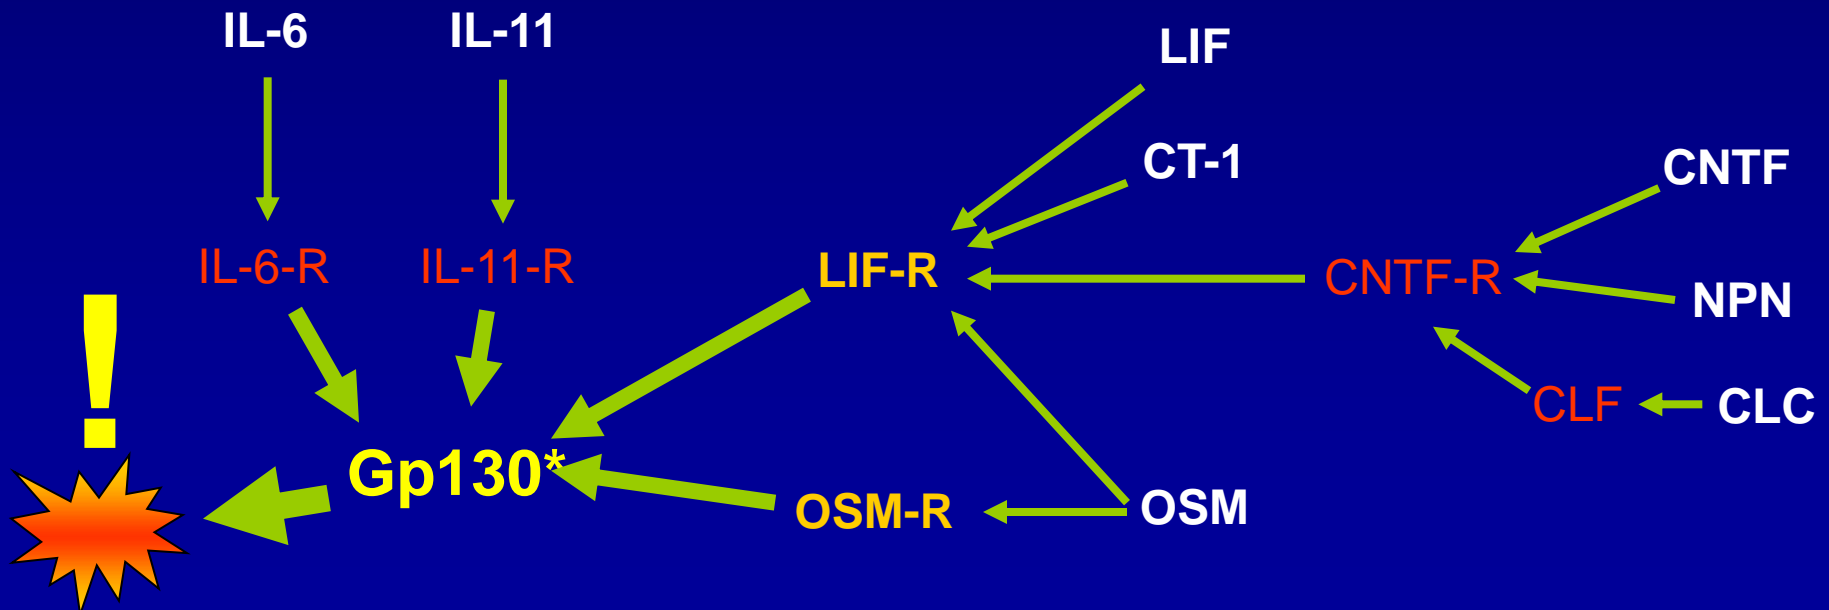 IL-6
IL-11
LIF
CT-1
CNTF
IL-6-R
IL-11-R
LIF-R
CNTF-R
NPN
!
CLF
CLC
Gp130*
OSM-R
OSM